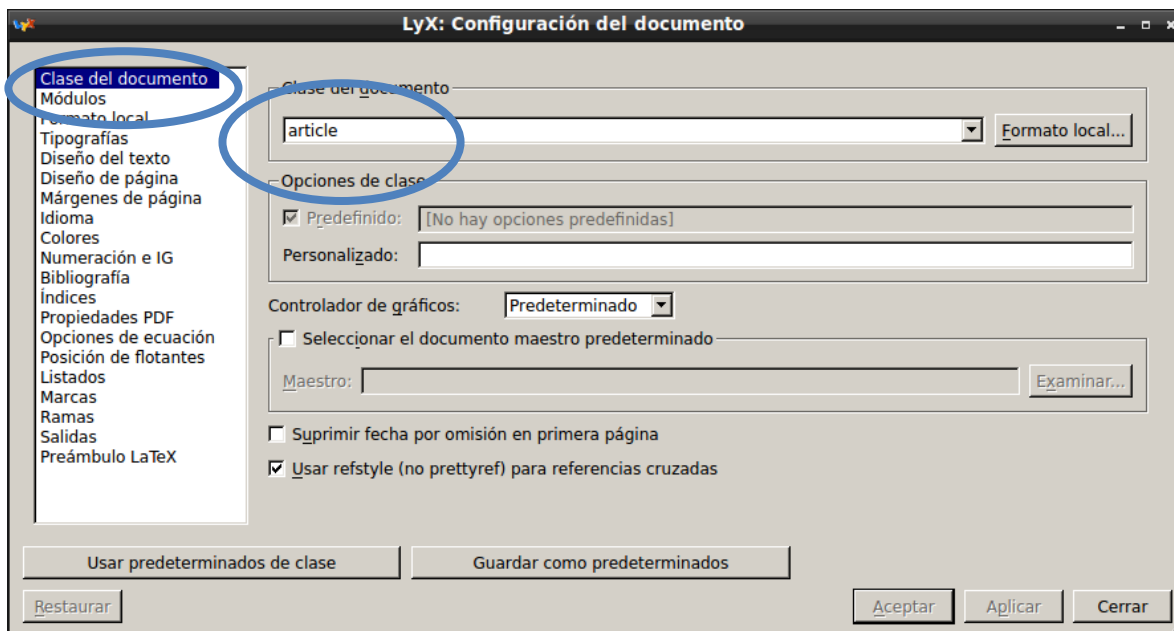 LyX: Configuración del documento
Clase del documento
Módulos
Formato local
Tipografías
Diseño del texto
Diseño de página
Márgenes de página
Idioma
Colores
Numeración e IG
Bibliografía
Índices
Propiedades PDF
Opciones de ecuación
Posición de flotantes
Listados
Marcas
Ramas
Salidas
Preámbulo LaTeX
Clase del documento
article
Formato local...
Opciones de clase
Predefinido: [No hay opciones predefinidas]
Personalizado:
Controlador de gráficos: Predeterminado
Seleccionar el documento maestro predeterminado
Maestro: Examinar...
Suprimir fecha por omisión en primera página
Usar refstyle (no prettyref) para referencias cruzadas
Usar predeterminados de clase Guardar como predeterminados
Restaurar Aceptar Aplicar Cerrar